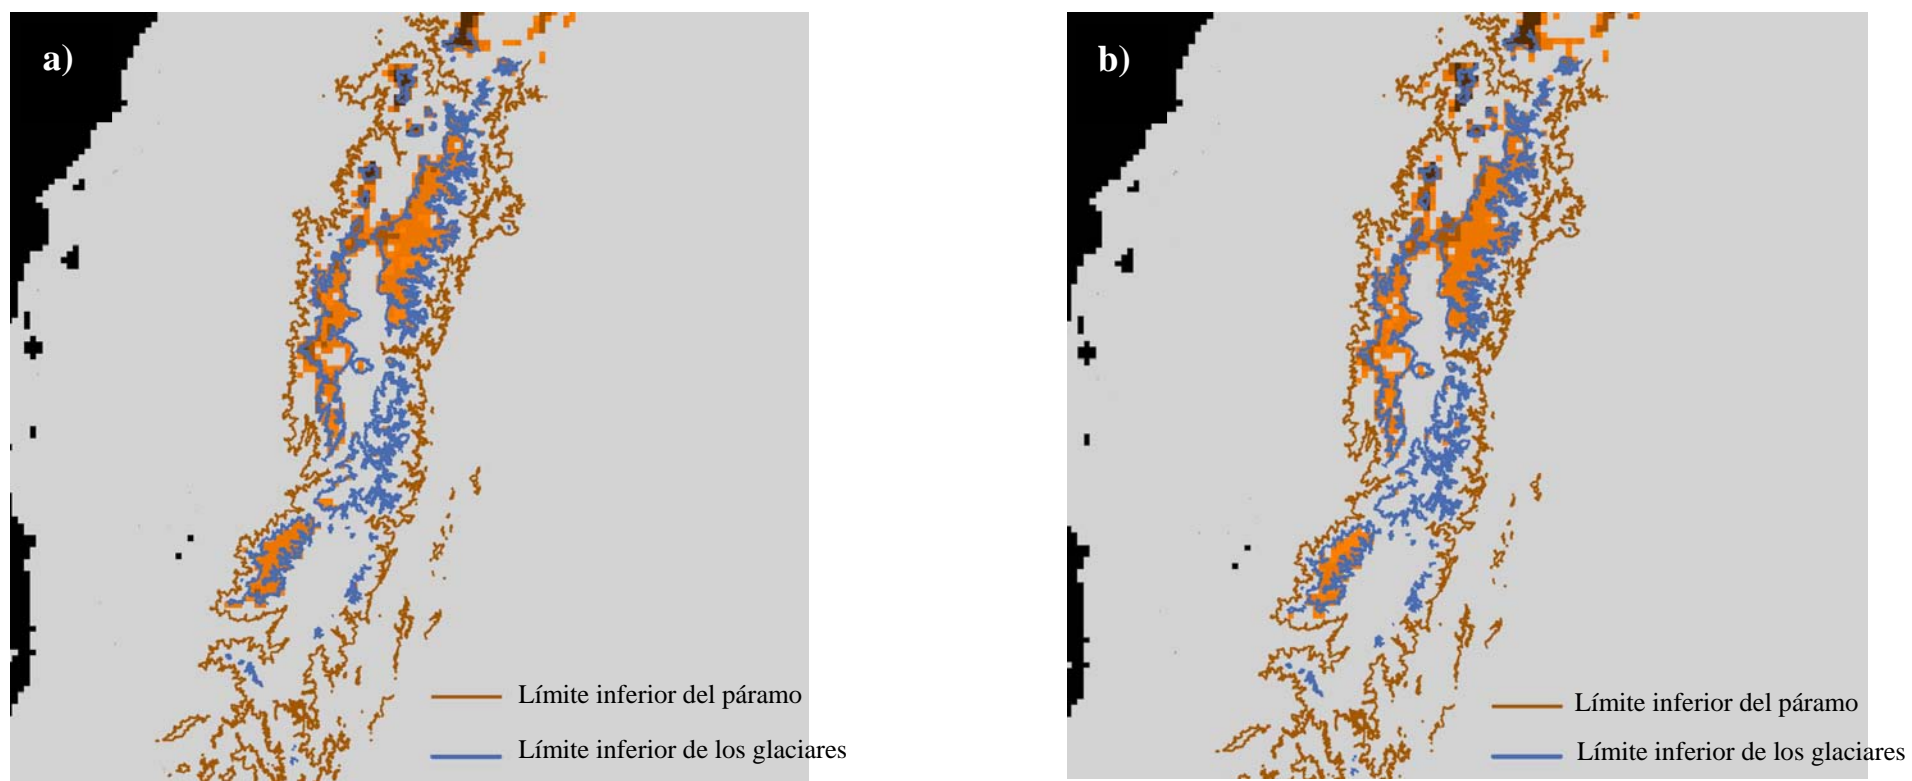 a)
Límite inferior del páramo
Límite inferior de los glaciares
b)
Límite inferior del páramo
Límite inferior de los glaciares